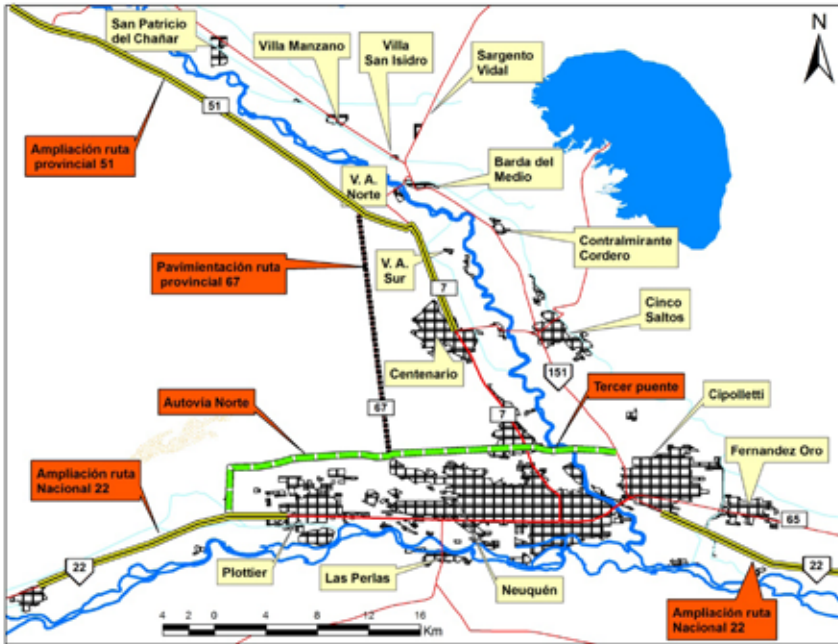 San Patricio
del Chañar
Villa Manzano
Villa
San Isidro
Sargento
Vidal
N
51
Ampliación ruta
provincial 51
V. A.
Norte
Barda del
Medio
Pavimientación ruta
provincial 67
V. A.
Sur
Contralmirante
Cordero
7
Cinco
Saltos
Centenario
151
Tercer puente
Autovia Norte
67
7
Cipolletti
Fernandez Oro
Ampliación ruta
Nacional 22
65
22
Plottier
Las Perlas
Neuquén
22
Ampliación ruta
Nacional 22
4 2 0 4 8 12 16
Km